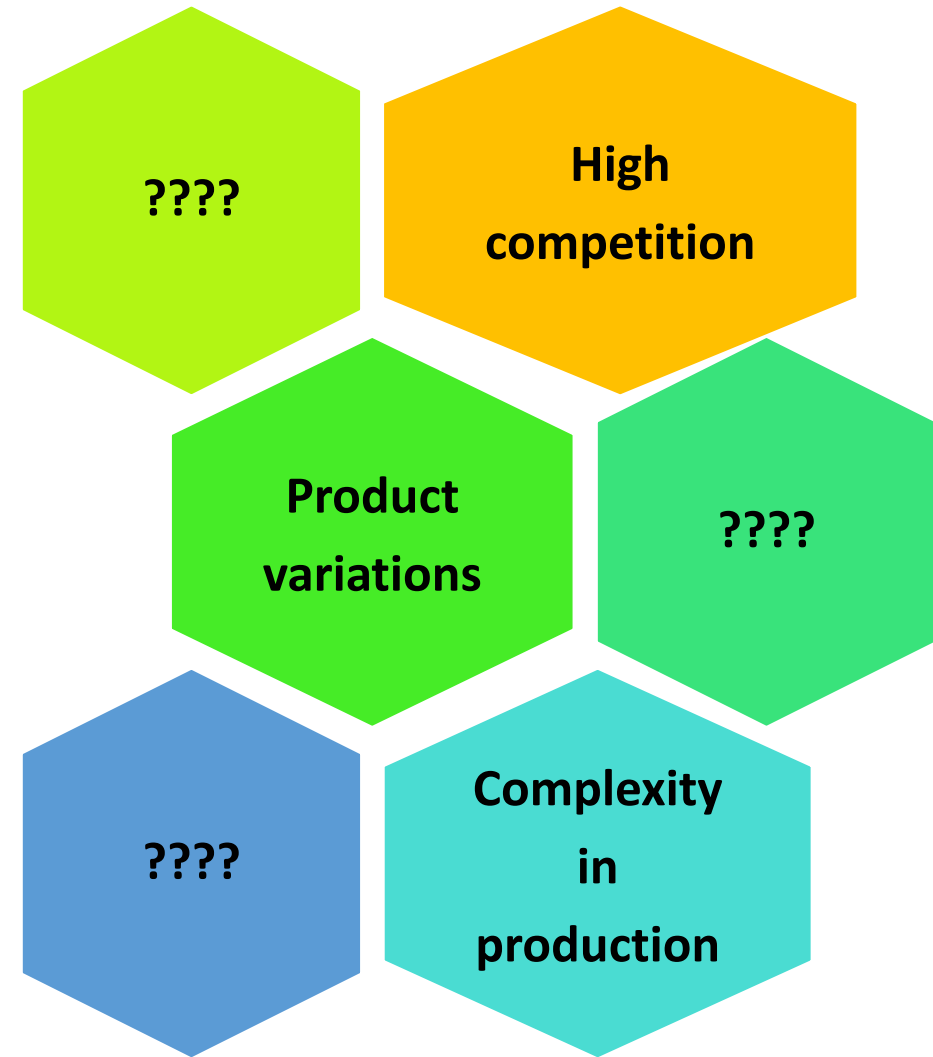 ????
High
competition
Product
variations
????
????
Complexity
in
production